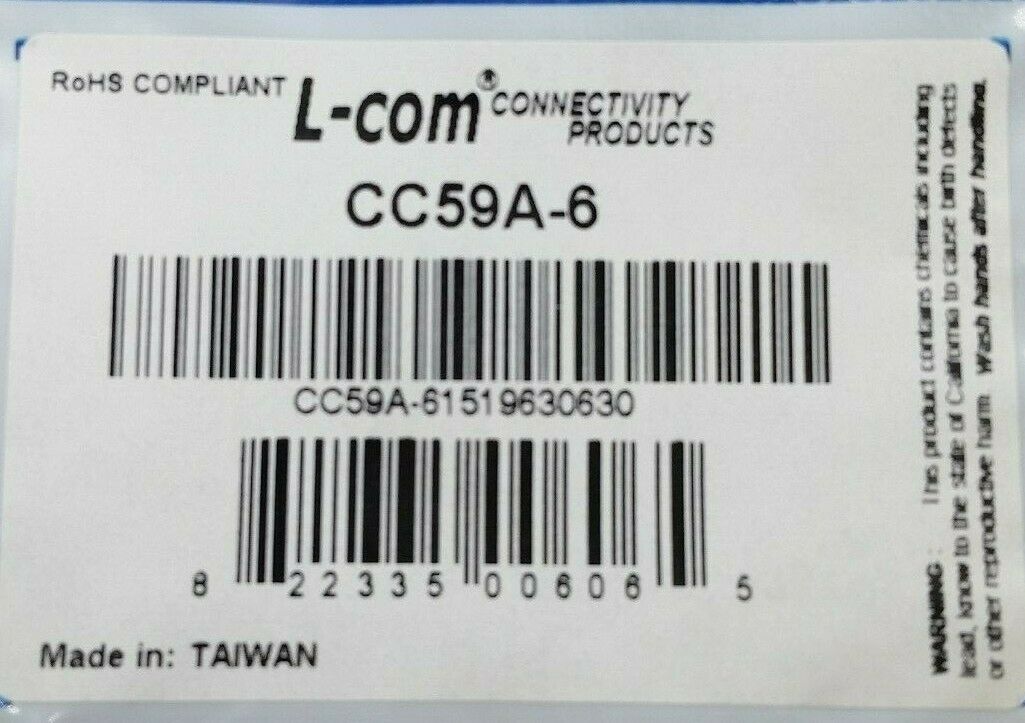 RoHS COMPLIANT
L-com® CONNECTIVITY
PRODUCTS
CC59A-6
CC59A-61519630630
8 22335 00606 5
Made in: TAIWAN
WARNING: This product contains chemicals including
lead, know to the state of California to cause birth defects
or other reproductive harm. Wash hands after handling.